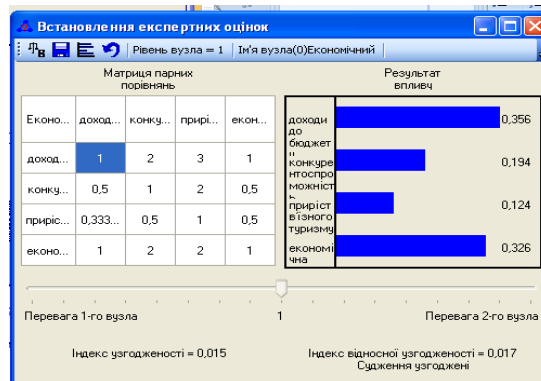 Встановлення експертних оцінок
Рівень вузла = 1 Ім'я вузла(0)Економічний
Матриця парних
порівнянь
Результат
впливу
Еконо... доход... конку... прирі... екон...
доход... 1 2 3 1
конку... 0,5 1 2 0,5
приріс... 0,333... 0,5 1 0,5
еконо... 1 2 2 1
доходи
до
бюджет
у
0,356
конкуре
нтоспро
можніст
ь
0,194
приріст
в'їзного
туризму
0,124
економі
чна
0,326
Перевага 1-го вузла 1 Перевага 2-го вузла
Індекс узгодженості = 0,015
Індекс відносної узгодженості = 0,017
Судження узгоджені